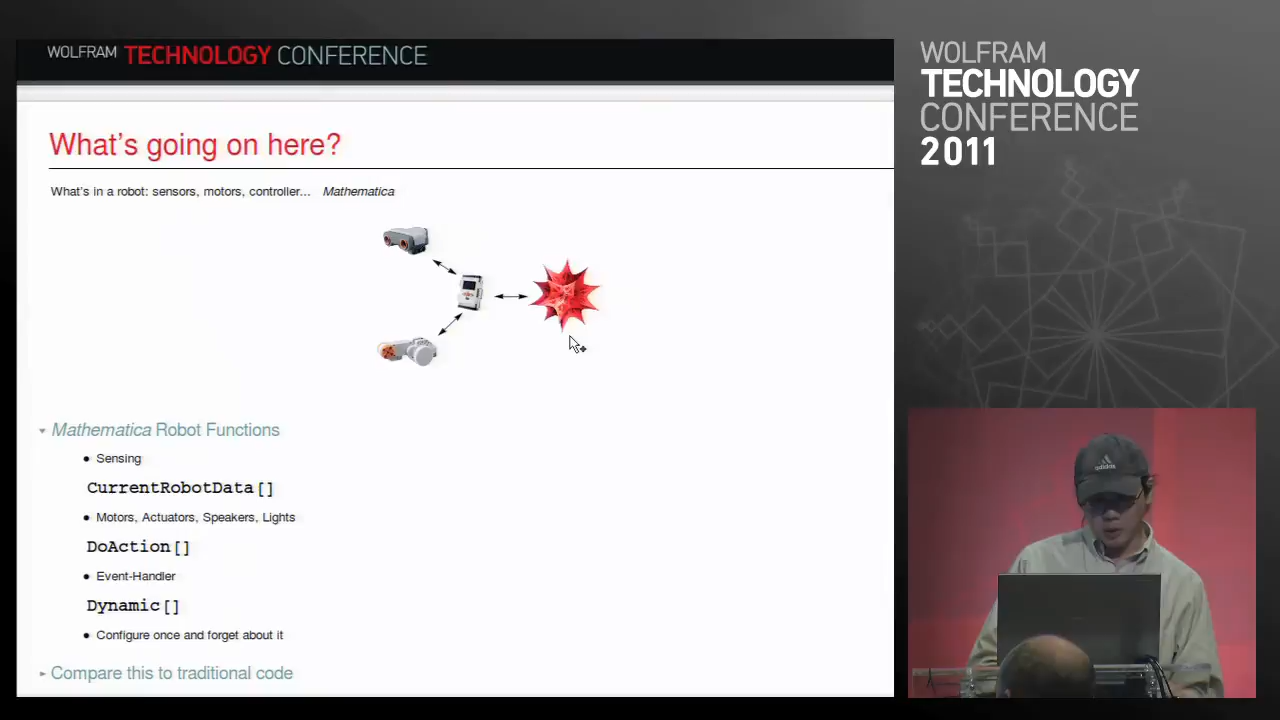 WOLFRAM TECHNOLOGY CONFERENCE
What's going on here?
What's in a robot: sensors, motors, controller... Mathematica
Mathematica Robot Functions
• Sensing
CurrentRobotData[]
• Motors, Actuators, Speakers, Lights
DoAction[]
• Event-Handler
Dynamic[]
• Configure once and forget about it
Compare this to traditional code
WOLFRAM
TECHNOLOGY
CONFERENCE
2011
adidas